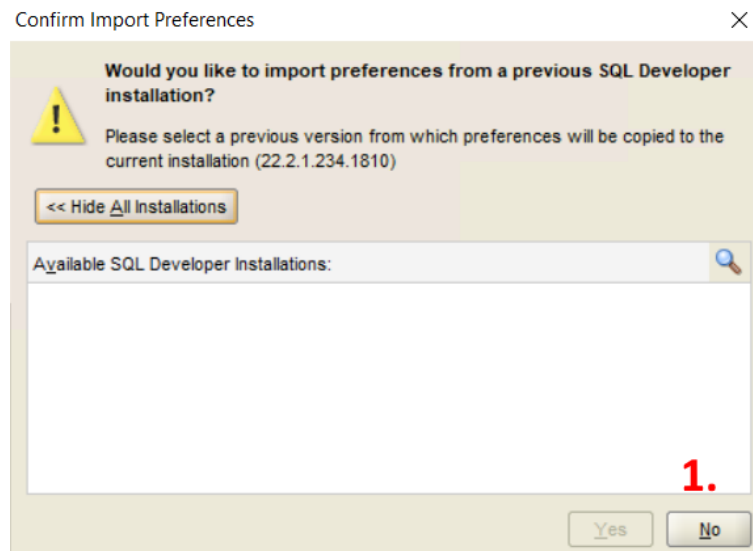 Confirm Import Preferences
Would you like to import preferences from a previous SQL Developer
installation?
Please select a previous version from which preferences will be copied to the
current installation (22.2.1.234.1810)
<< Hide All Installations
Available SQL Developer Installations:
1.
Yes No